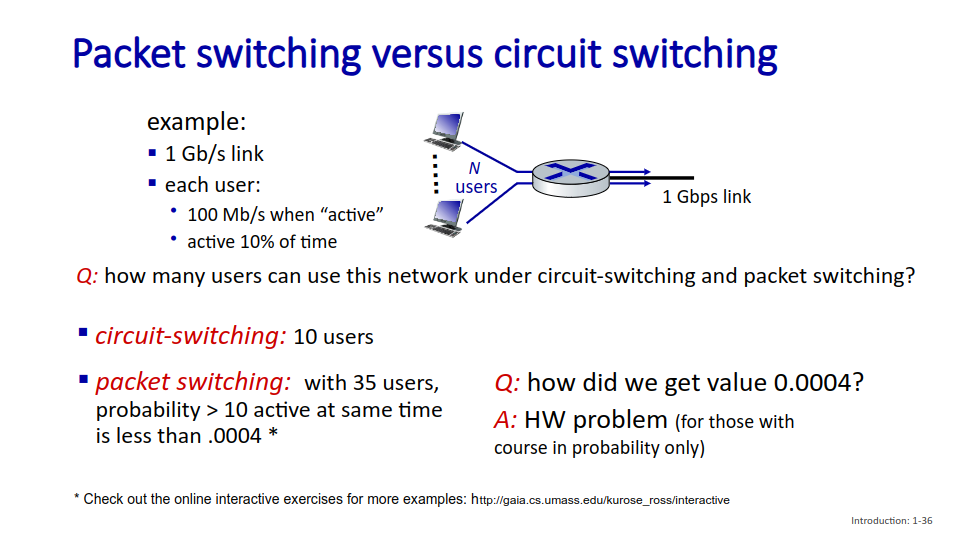 Packet switching versus circuit switching
example:
▪ 1 Gb/s link
▪ each user:
• 100 Mb/s when “active”
• active 10% of time
N
users
1 Gbps link
Q: how many users can use this network under circuit-switching and packet switching?
▪ circuit-switching: 10 users
▪ packet switching: with 35 users,
probability > 10 active at same time
is less than .0004 *
Q: how did we get value 0.0004?
A: HW problem (for those with
course in probability only)
* Check out the online interactive exercises for more examples: http://gaia.cs.umass.edu/kurose_ross/interactive
Introduction: 1-36